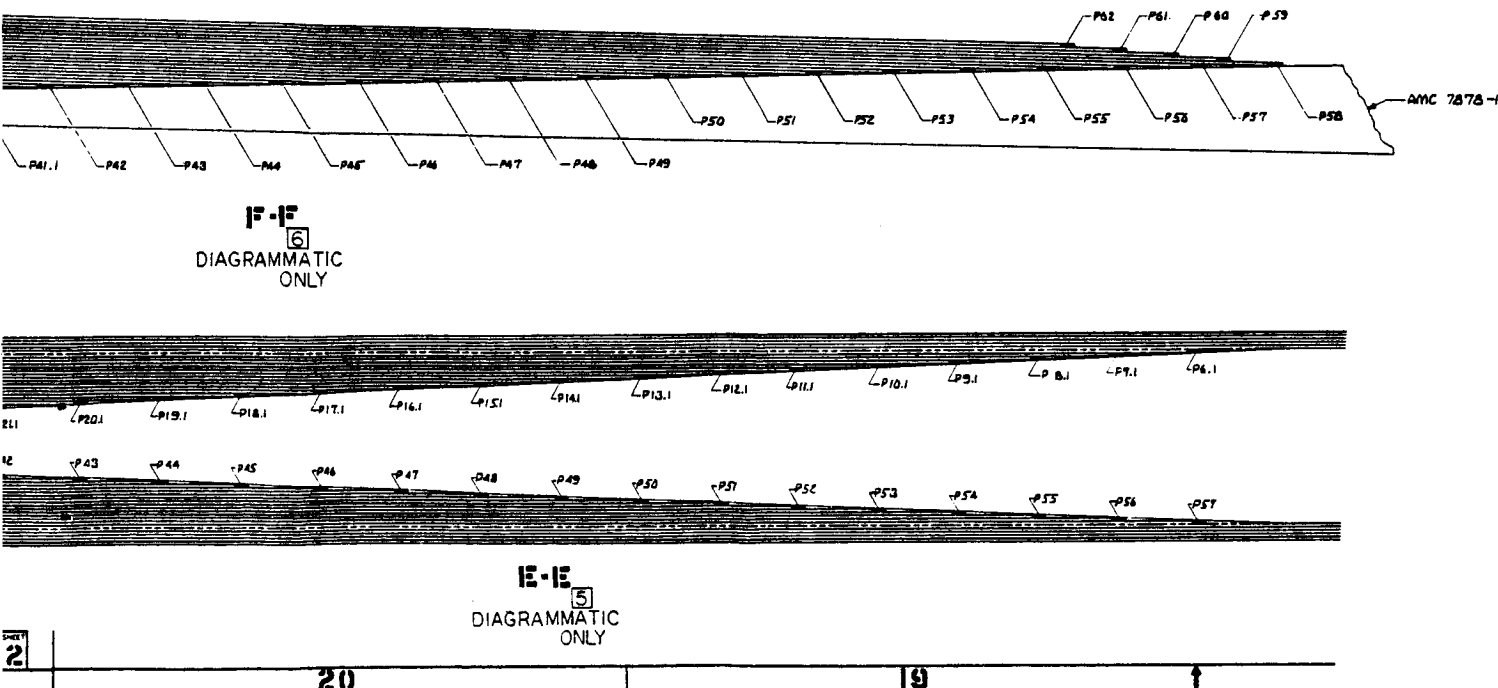 P62 P61. P60 P59
AMC 7878-1
P50 P51 P52 P53 P54 P55 P56 P57 P58
P41.1 P42 P43 P44 P45 P46 P47 P48 P49
F-F
6
DIAGRAMMATIC
ONLY
P20.1 P19.1 P18.1 P17.1 P16.1 P15.1 P14.1 P13.1 P12.1 P11.1 P10.1 P9.1 P8.1 P7.1 P6.1
21.1
12 P43 P44 P45 P46 P47 P48 P49 P50 P51 P52 P53 P54 P55 P56 P57
E-E
5
DIAGRAMMATIC
ONLY
SHEET
2
20 19